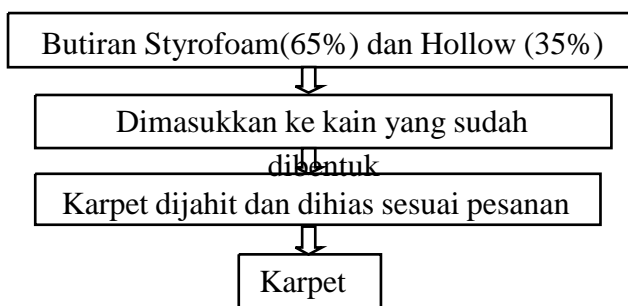 Butiran Styrofoam(65%) dan Hollow (35%)
Dimasukkan ke kain yang sudah
dibentuk
Karpet dijahit dan dihias sesuai pesanan
Karpet